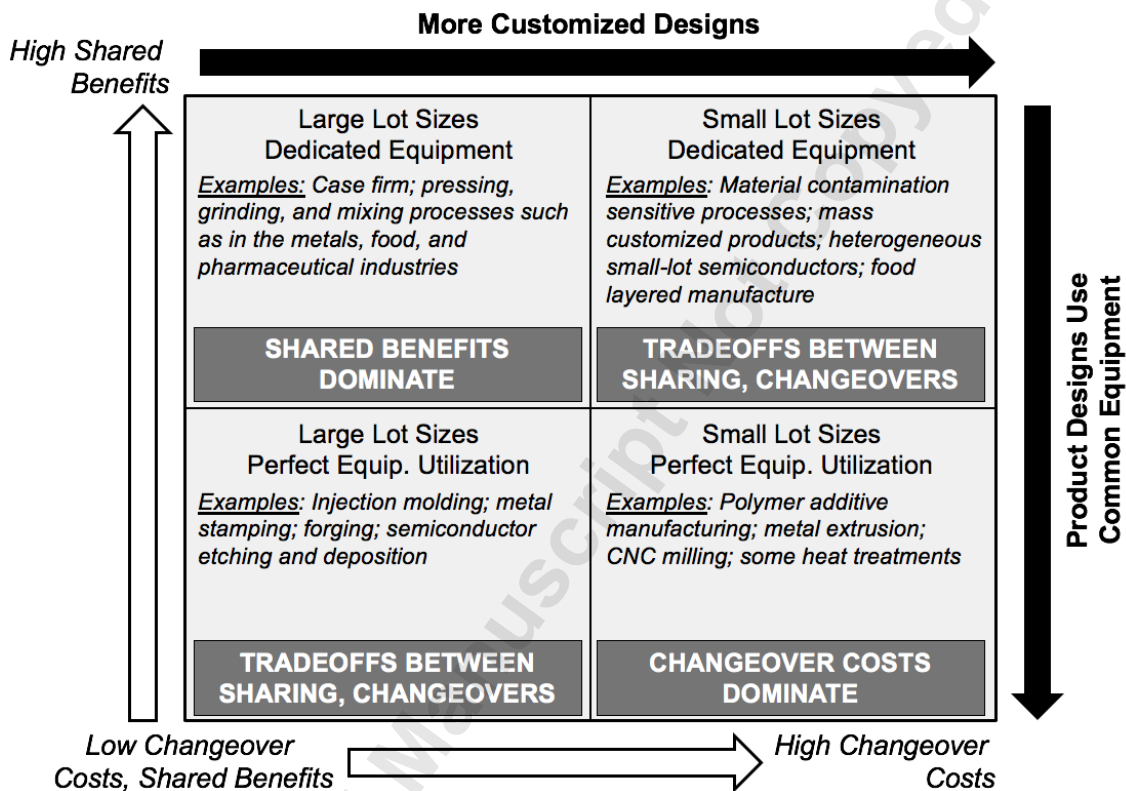 More Customized Designs
High Shared
Benefits
Large Lot Sizes
Dedicated Equipment
Examples: Case firm; pressing,
grinding, and mixing processes such
as in the metals, food, and
pharmaceutical industries
SHARED BENEFITS
DOMINATE
Small Lot Sizes
Dedicated Equipment
Examples: Material contamination
sensitive processes; mass
customized products; heterogeneous
small-lot semiconductors; food
layered manufacture
TRADEOFFS BETWEEN
SHARING, CHANGEOVERS
Large Lot Sizes
Perfect Equip. Utilization
Examples: Injection molding; metal
stamping; forging; semiconductor
etching and deposition
TRADEOFFS BETWEEN
SHARING, CHANGEOVERS
Small Lot Sizes
Perfect Equip. Utilization
Examples: Polymer additive
manufacturing; metal extrusion;
CNC milling; some heat treatments
CHANGEOVER COSTS
DOMINATE
Product Designs Use
Common Equipment
Low Changeover
Costs, Shared Benefits
High Changeover
Costs
Manuscript Not Copyed